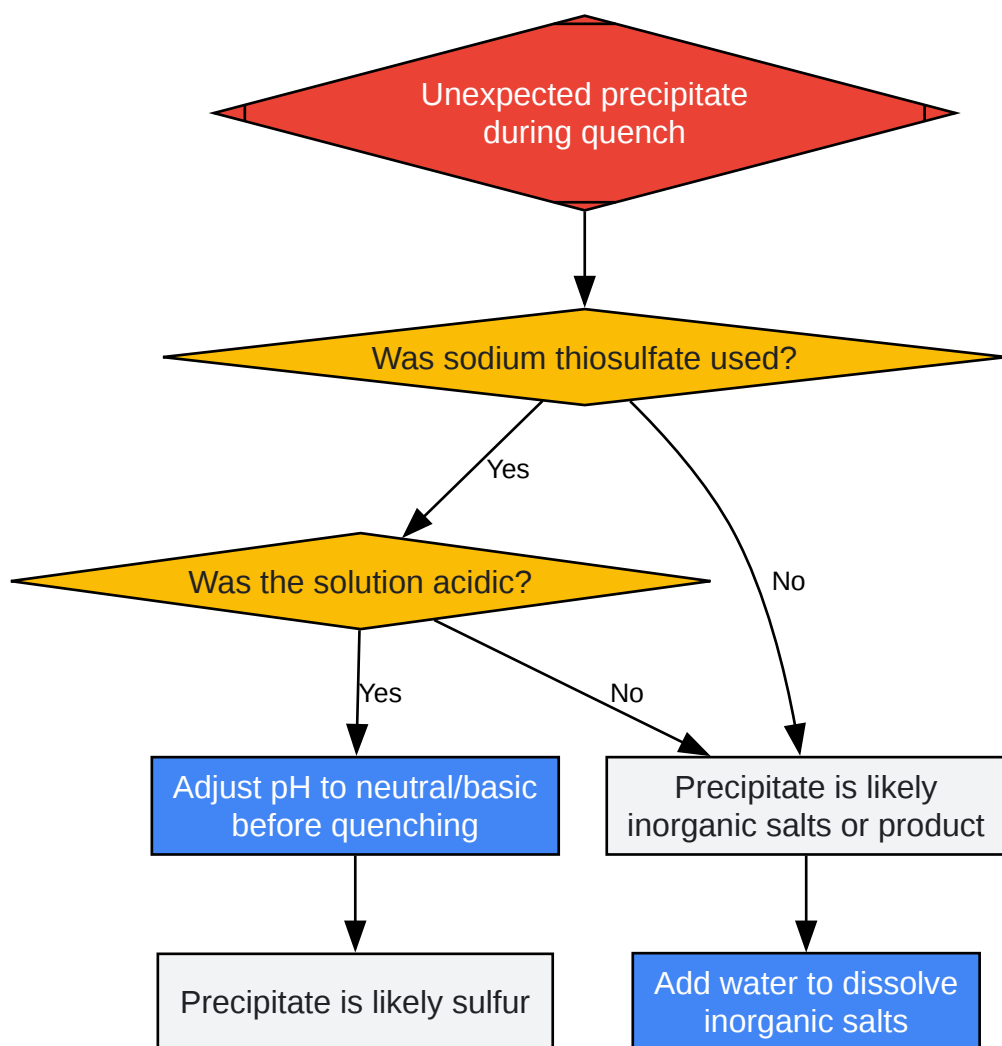 Unexpected precipitate
during quench
Was sodium thiosulfate used?
Yes
Was the solution acidic?
No
Yes
No
Adjust pH to neutral/basic
before quenching
Precipitate is likely
inorganic salts or product
Precipitate is likely sulfur
Add water to dissolve
inorganic salts